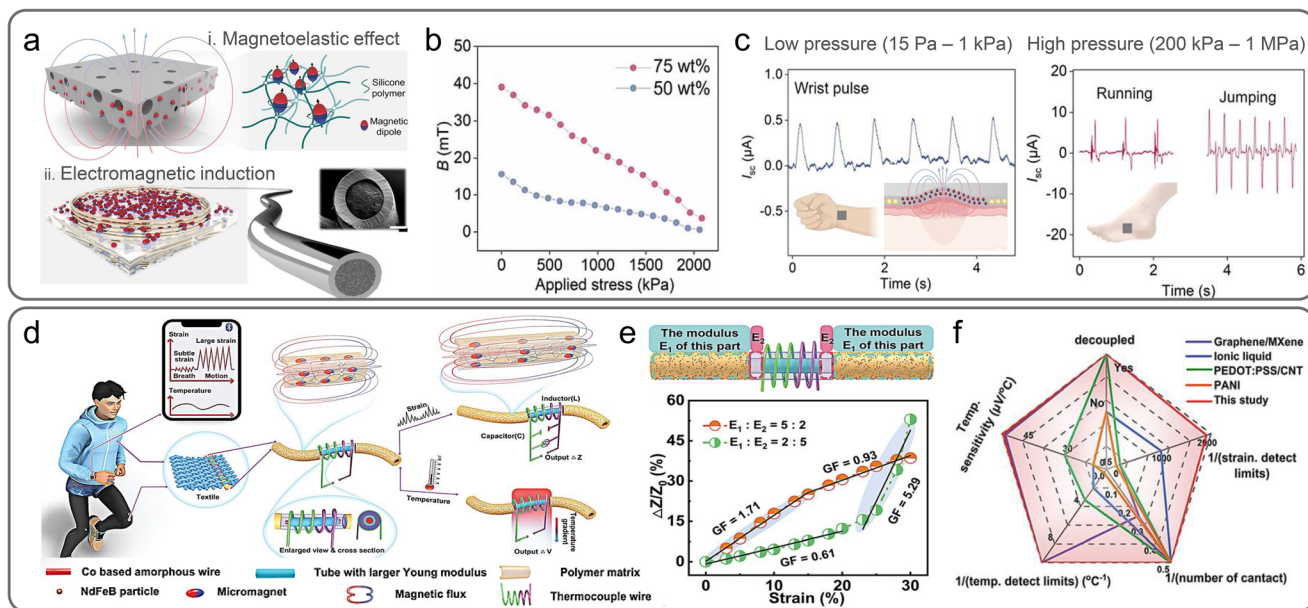 a
i. Magnetoelastic effect
Silicone
polymer
Magnetic
dipole
ii. Electromagnetic induction
b
50
40
30
20
10
0
B (mT)
75 wt%
50 wt%
0 500 1000 1500 2000
Applied stress (kPa)
c
Low pressure (15 Pa – 1 kPa)
Wrist pulse
1.0
0.5
0.0
-0.5
Isc (μA)
0 2 4
Time (s)
High pressure (200 kPa – 1 MPa)
Running
Jumping
20
10
0
-10
-20
Isc (μA)
0 2 4 6
Time (s)
d
Strain
Large strain
Subtle
strain
Breath
Motion
Temperature
Textile
Enlarged view & cross section
Strain
Temperature
Inductor(L)
Capacitor(C)
Output △Z
Output △V
Temperature
gradient
Co based amorphous wire
Tube with larger Young modulus
Polymer matrix
NdFeB particle
Micromagnet
Magnetic flux
Thermocouple wire
e
The modulus
E1 of this part
E2
E2
The modulus
E1 of this part
60
45
30
15
0
ΔZ/Z0 (%)
E1 : E2 = 5 : 2
E1 : E2 = 2 : 5
GF = 1.71
GF = 0.93
GF = 0.61
GF = 5.29
0 5 10 15 20 25 30
Strain (%)
f
decoupled
Yes
No
Graphene/MXene
Ionic liquid
PEDOT:PSS/CNT
PANI
This study
Temp.
sensitivity (μV/°C)
45
30
1000
2000
1/(strain. detect
limits)
0.2
0.3
0.4
0.5
4
8
1/(temp. detect limits) (°C-1)
1/(number of cantact)